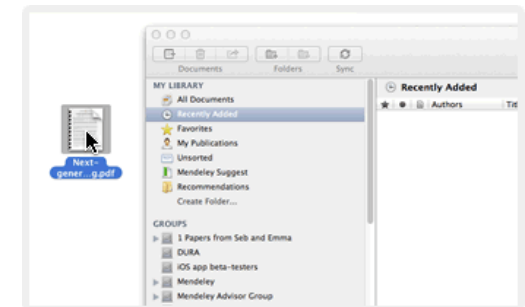 Documents
Folders
Sync
MY LIBRARY
All Documents
Recently Added
Favorites
My Publications
Unsorted
Mendeley Suggest
Recommendations
Create Folder...
GROUPS
1 Papers from Seb and Emma
DURA
iOS app beta-testers
Mendeley
Mendeley Advisor Group
Recently Added
Authors
Tit
Next-
gener...g.pdf